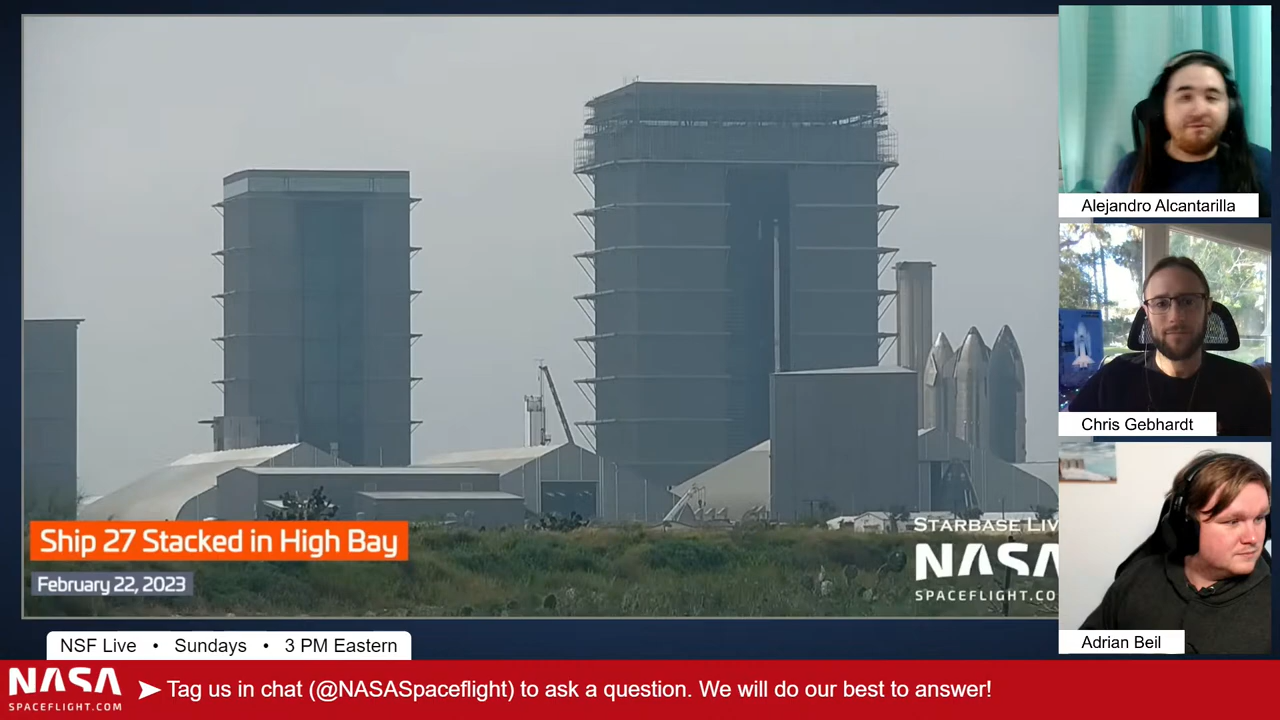 Alejandro Alcantarilla
Chris Gebhardt
Ship 27 Stacked in High Bay
February 22, 2023
STARBASE LIV
NASA
SPACEFLIGHT.CO
Adrian Beil
NSF Live • Sundays • 3 PM Eastern
NASA
SPACEFLIGHT.COM
Tag us in chat (@NASASpaceflight) to ask a question. We will do our best to answer!